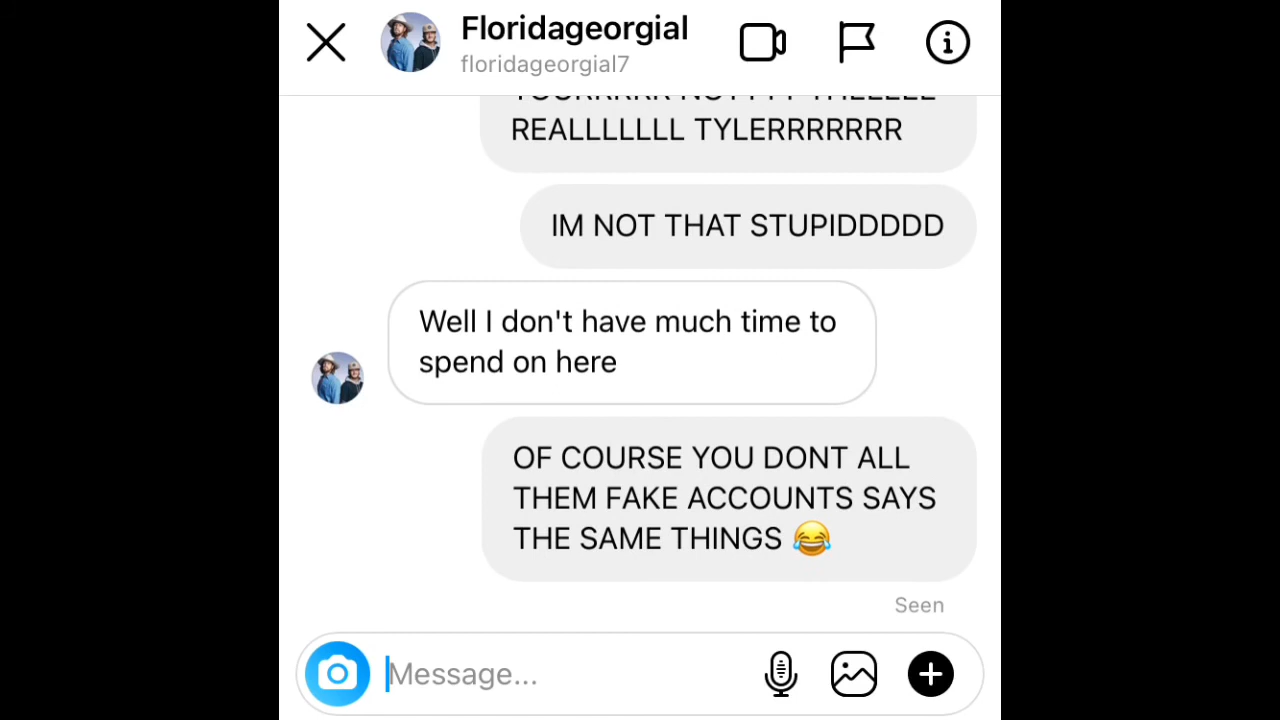 Floridageorgial
floridageorgial7
REALLLLLLL TYLERRRRRRR
IM NOT THAT STUPIDDDDD
Well I don't have much time to
spend on here
OF COURSE YOU DONT ALL
THEM FAKE ACCOUNTS SAYS
THE SAME THINGS 😂
Seen
Message...